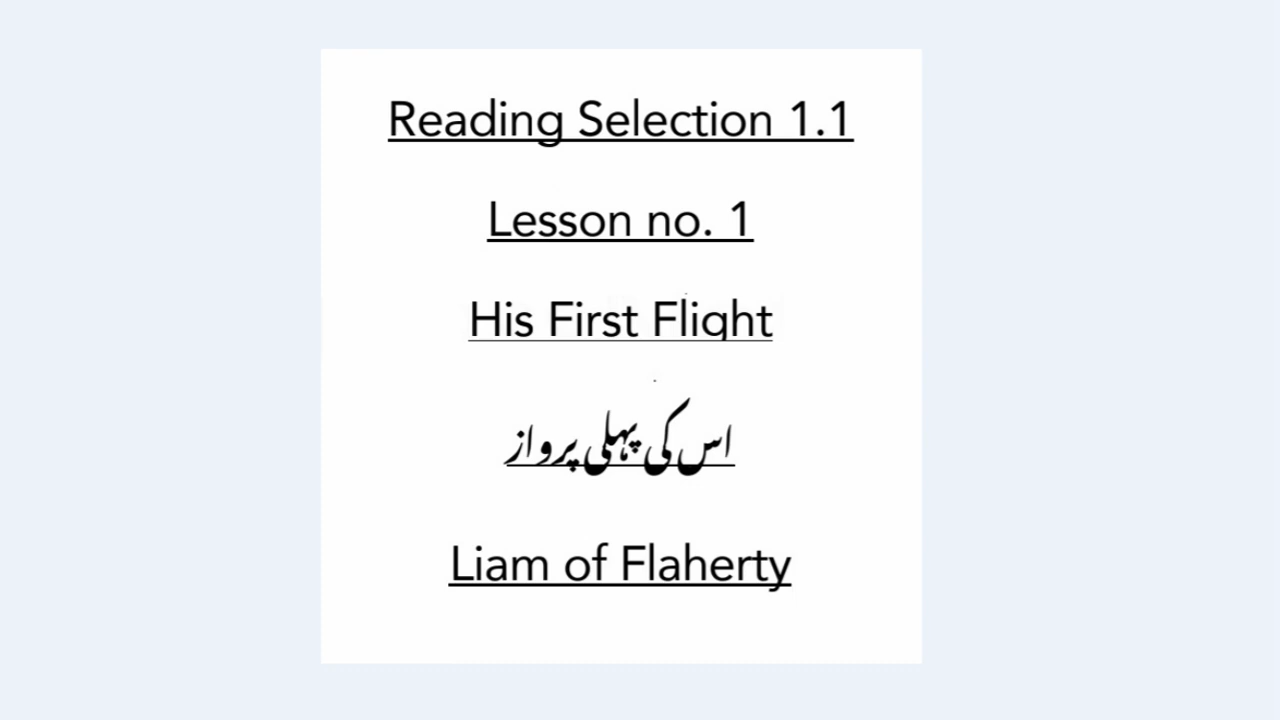 Reading Selection 1.1
Lesson no. 1
His First Flight
اس کی پہلی پرواز
Liam of Flaherty